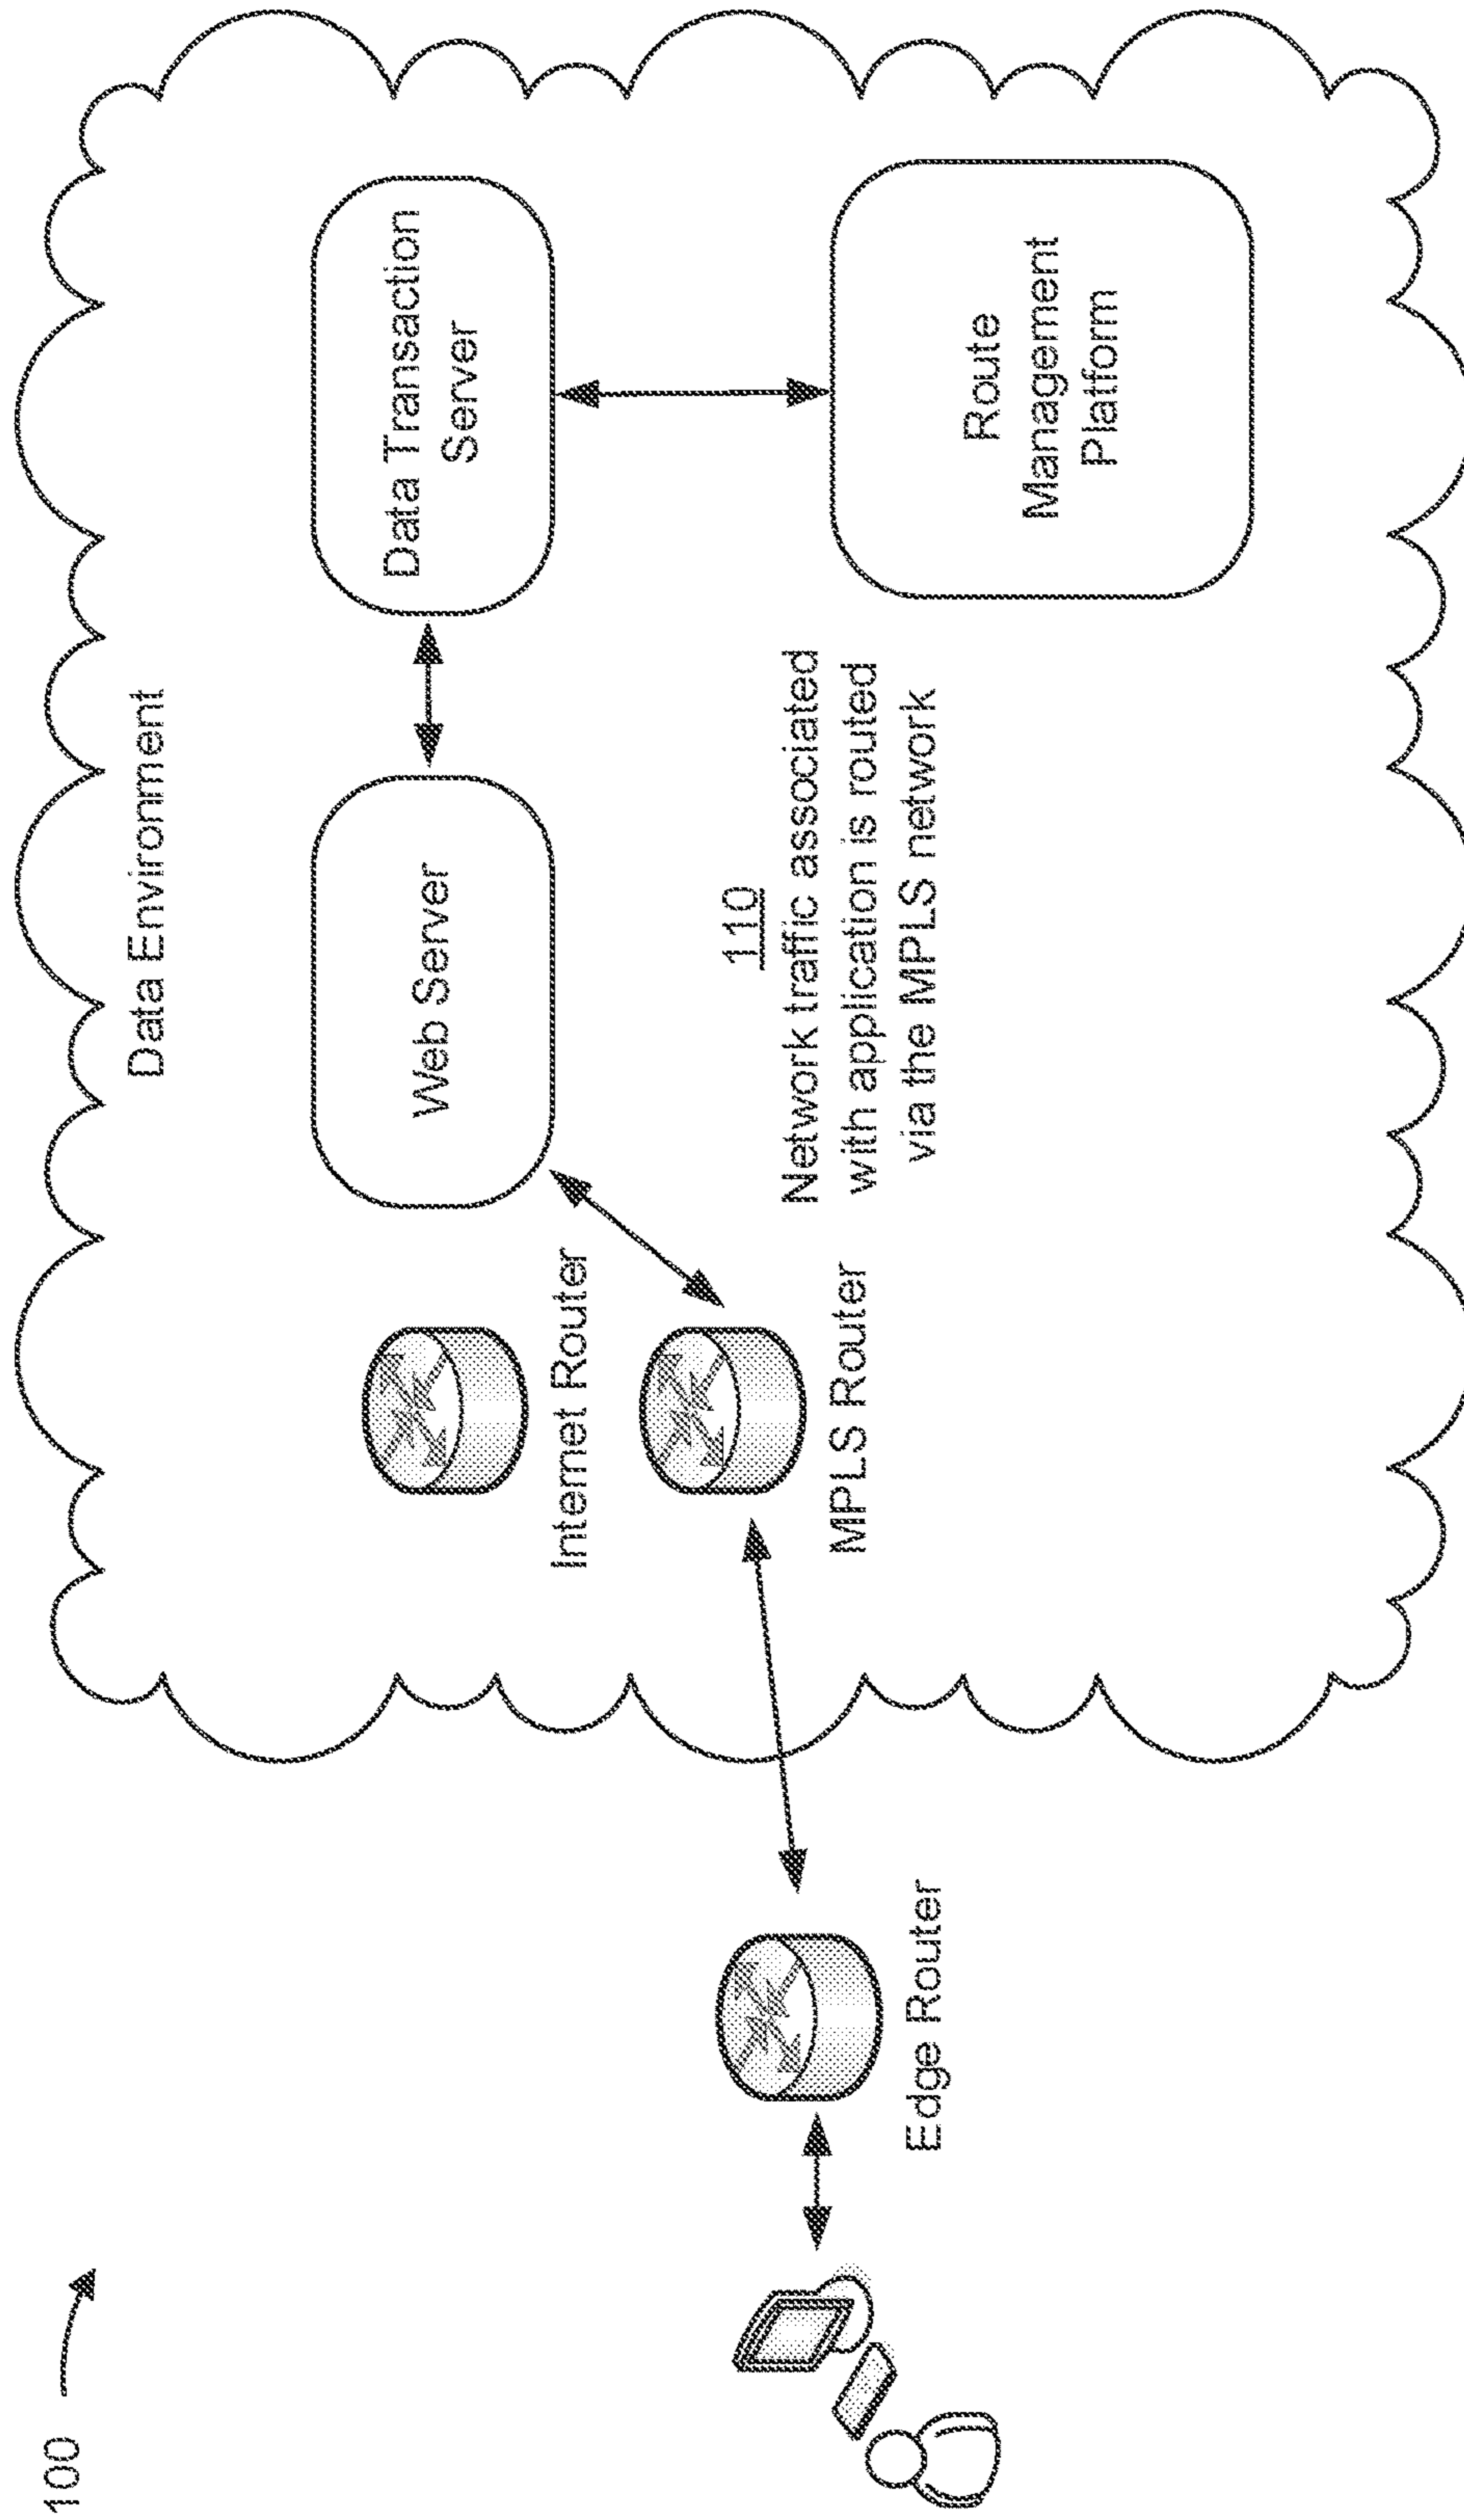 100
Data Environment
Data Transaction
Server
Web Server
Internet Router
MPLS Router
Edge Router
110
Network traffic associated
with application is routed
via the MPLS network
Route
Management
Platform